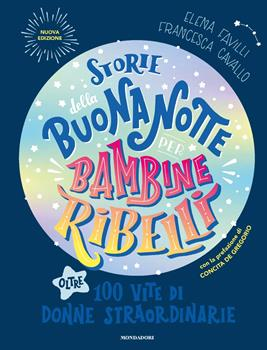 NUOVA
EDIZIONE
ELENA FAVILLI
FRANCESCA CAVALLO
STORIE
della
BUONANOTTE
PER
BAMBINE
RIBELLI
con la prefazione di
CONCITA DE GREGORIO
OLTRE
100 VITE DI
DONNE STRAORDINARIE
MONDADORI